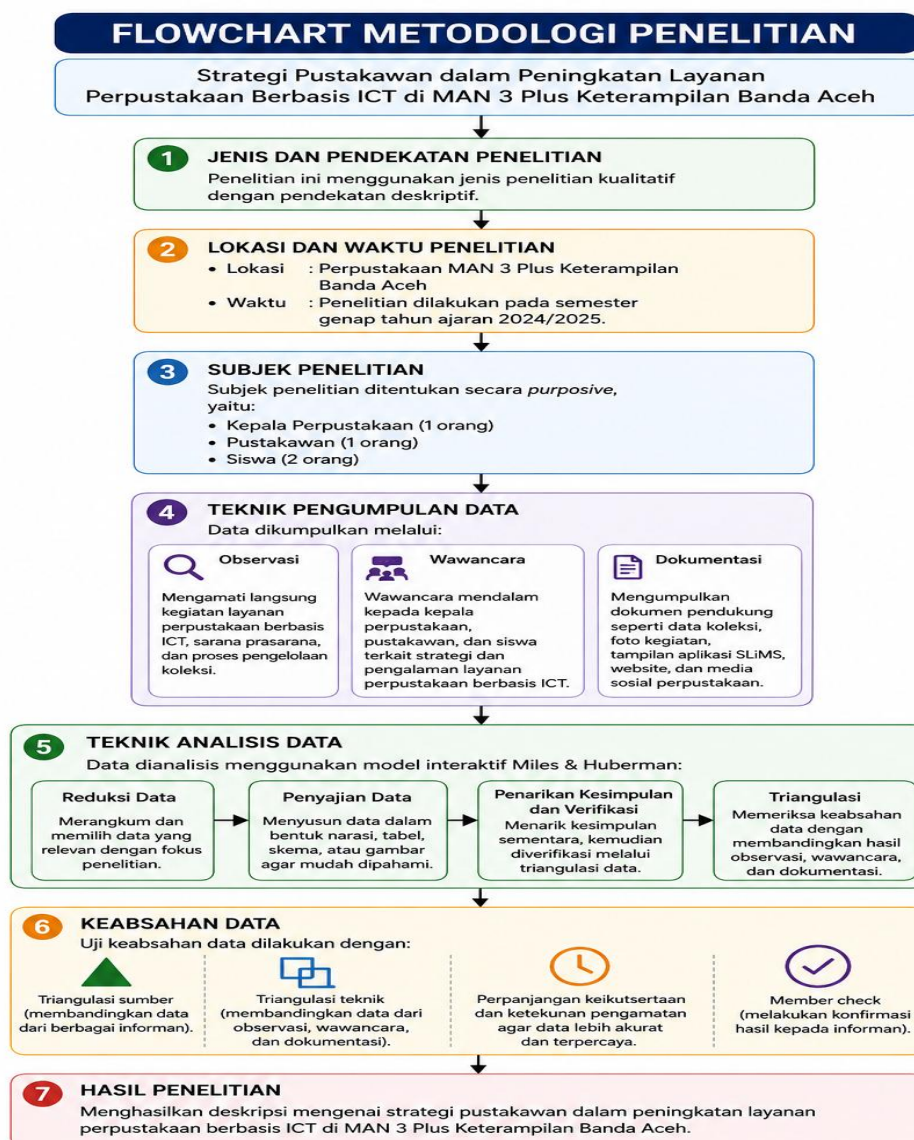 FLOWCHART METODOLOGI PENELITIAN
Strategi Pustakawan dalam Peningkatan Layanan
Perpustakaan Berbasis ICT di MAN 3 Plus Keterampilan Banda Aceh
1 JENIS DAN PENDEKATAN PENELITIAN
Penelitian ini menggunakan jenis penelitian kualitatif
dengan pendekatan deskriptif.
2 LOKASI DAN WAKTU PENELITIAN
• Lokasi : Perpustakaan MAN 3 Plus Keterampilan
Banda Aceh
• Waktu : Penelitian dilakukan pada semester
genap tahun ajaran 2024/2025.
3 SUBJEK PENELITIAN
Subjek penelitian ditentukan secara purposive,
yaitu:
• Kepala Perpustakaan (1 orang)
• Pustakawan (1 orang)
• Siswa (2 orang)
4 TEKNIK PENGUMPULAN DATA
Data dikumpulkan melalui:
Observasi
Mengamati langsung
kegiatan layanan
perpustakaan berbasis
ICT, sarana prasarana,
dan proses pengelolaan
koleksi.
Wawancara
Wawancara mendalam
kepada kepala
perpustakaan,
pustakawan, dan siswa
terkait strategi dan
pengalaman layanan
perpustakaan berbasis ICT.
Dokumentasi
Mengumpulkan
dokumen pendukung
seperti data koleksi,
foto kegiatan,
tampilan aplikasi SLiMS,
website, dan media
sosial perpustakaan.
5 TEKNIK ANALISIS DATA
Data dianalisis menggunakan model interaktif Miles & Huberman:
Reduksi Data
Merangkum dan
memilih data yang
relevan dengan fokus
penelitian.
Penyajian Data
Menyusun data dalam
bentuk narasi, tabel,
skema, atau gambar
agar mudah dipahami.
Penarikan Kesimpulan
dan Verifikasi
Menarik kesimpulan
sementara, kemudian
diverifikasi melalui
triangulasi data.
Triangulasi
Memeriksa keabsahan
data dengan
membandingkan hasil
observasi, wawancara,
dan dokumentasi.
6 KEABSAHAN DATA
Uji keabsahan data dilakukan dengan:
Triangulasi sumber
(membandingkan data
dari berbagai informan).
Triangulasi teknik
(membandingkan data dari
observasi, wawancara,
dan dokumentasi).
Perpanjangan keikutsertaan
dan ketekunan pengamatan
agar data lebih akurat
dan terpercaya.
Member check
(melakukan konfirmasi
hasil kepada informan).
7 HASIL PENELITIAN
Menghasilkan deskripsi mengenai strategi pustakawan dalam peningkatan layanan
perpustakaan berbasis ICT di MAN 3 Plus Keterampilan Banda Aceh.